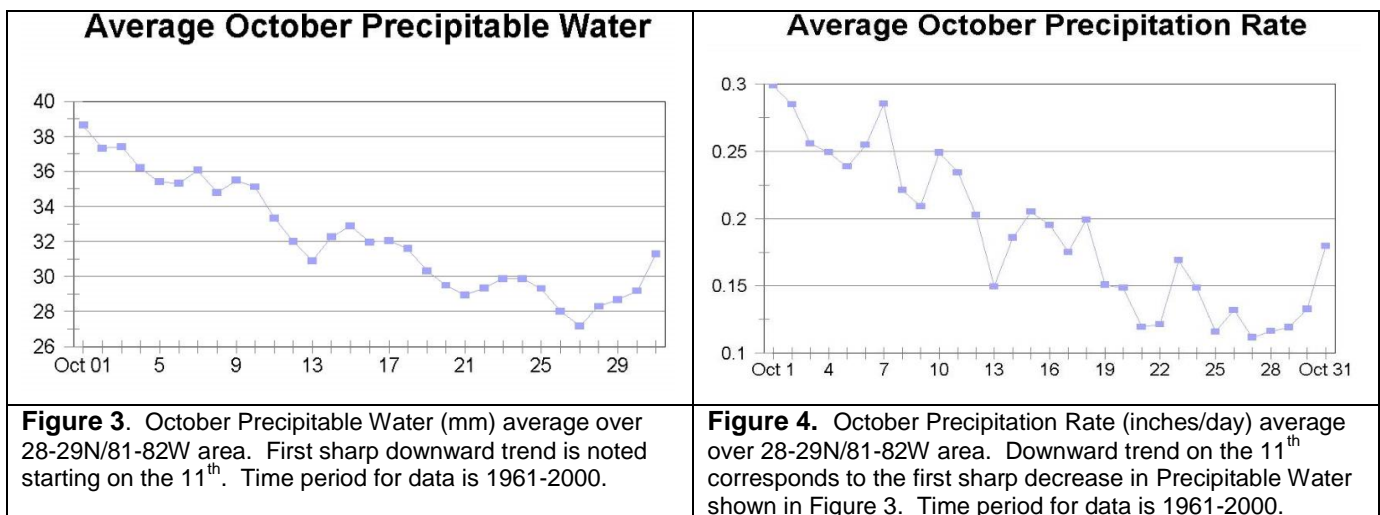 Average October Precipitable Water
40
38
36
34
32
30
28
26
Oct 01 5 9 13 17 21 25 29
Figure 3. October Precipitable Water (mm) average over
28-29N/81-82W area. First sharp downward trend is noted
starting on the 11th. Time period for data is 1961-2000.
Average October Precipitation Rate
0.3
0.25
0.2
0.15
0.1
Oct 1 4 7 10 13 16 19 22 25 28 Oct 31
Figure 4. October Precipitation Rate (inches/day) average
over 28-29N/81-82W area. Downward trend on the 11th
corresponds to the first sharp decrease in Precipitable Water
shown in Figure 3. Time period for data is 1961-2000.